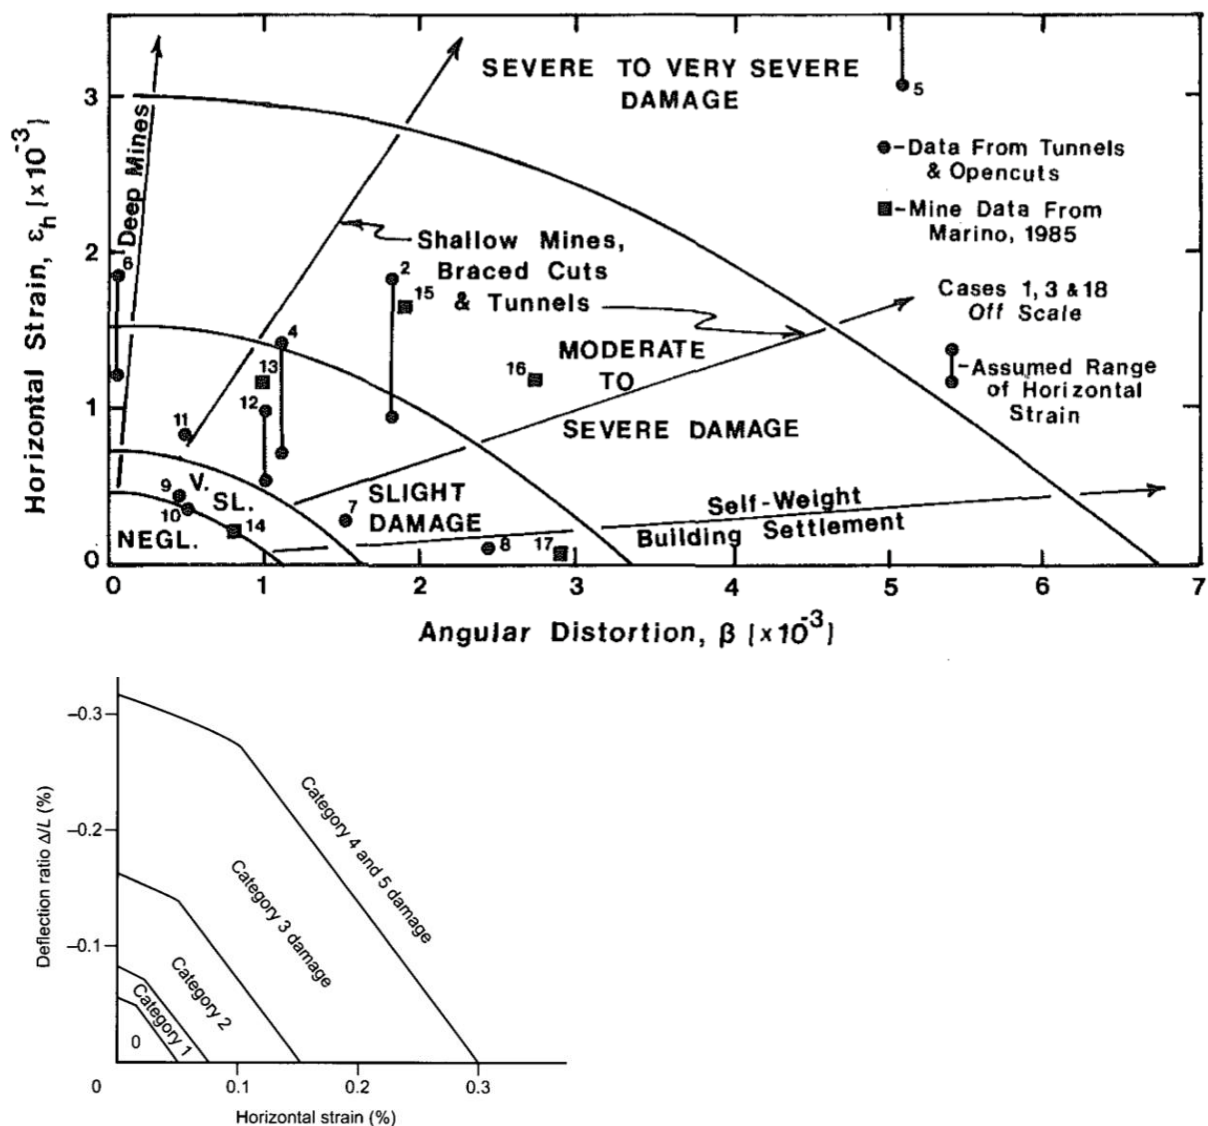 SEVERE TO VERY SEVERE
DAMAGE
5
3
Deep Mines
Horizontal Strain, εh [×10-3]
●-Data From Tunnels
& Opencuts
■-Mine Data From
Marino, 1985
6
2
Shallow Mines,
Braced Cuts
& Tunnels
2
15
Cases 1, 3 & 18
Off Scale
4
MODERATE
TO
SEVERE DAMAGE
16
13
Assumed Range
of Horizontal
Strain
1
12
11
V.
SL.
9
10
NEGL.
14
SLIGHT
DAMAGE
7
8
17
Self-Weight
Building Settlement
0
0 1 2 3 4 5 6 7
Angular Distortion, β [×10-3]
Deflection ratio Δ/L (%)
–0.3
–0.2
–0.1
Category 4 and 5 damage
Category 3 damage
Category 2
Category 1
0
0 0.1 0.2 0.3
Horizontal strain (%)